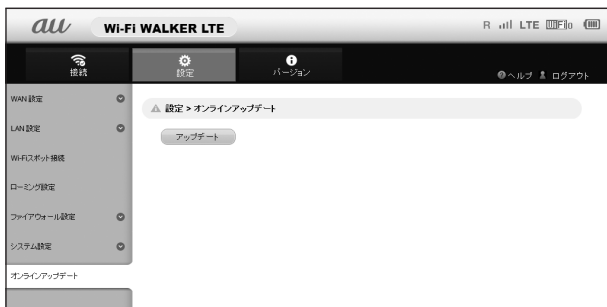 au Wi-Fi WALKER LTE
R LTE
接続
設定
バージョン
ヘルプ ログアウト
WAN設定
LAN設定
Wi-Fiスポット接続
ローミング設定
ファイアウォール設定
システム設定
オンラインアップデート
設定 > オンラインアップデート
アップデート